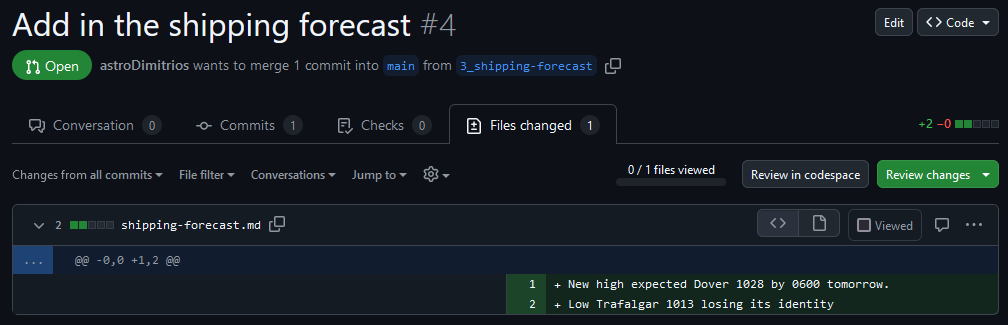 Add in the shipping forecast #4
Edit
Code
Open
astroDimitrios wants to merge 1 commit into main from 3_shipping-forecast
Conversation 0
Commits 1
Checks 0
Files changed 1
+2 −0
Changes from all commits
File filter
Conversations
Jump to
0 / 1 files viewed
Review in codespace
Review changes
2 shipping-forecast.md
Viewed
...
@@ -0,0 +1,2 @@
1 + New high expected Dover 1028 by 0600 tomorrow.
2 + Low Trafalgar 1013 losing its identity